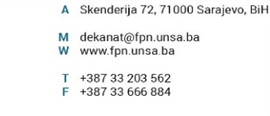 A Skenderija 72, 71000 Sarajevo, BiH
M dekanat@fpn.unsa.ba
W www.fpn.unsa.ba
T +387 33 203 562
F +387 33 666 884